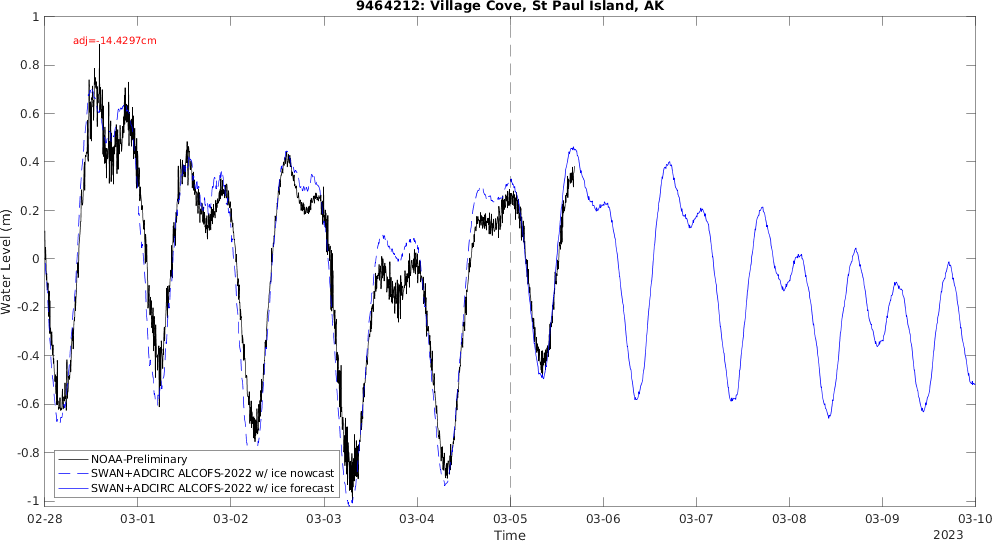 9464212: Village Cove, St Paul Island, AK
adj=-14.4297cm
Water Level (m)
1
0.8
0.6
0.4
0.2
0
-0.2
-0.4
-0.6
-0.8
-1
NOAA-Preliminary
SWAN+ADCIRC ALCOFS-2022 w/ ice nowcast
SWAN+ADCIRC ALCOFS-2022 w/ ice forecast
02-28 03-01 03-02 03-03 03-04 03-05 03-06 03-07 03-08 03-09 03-10
Time
2023